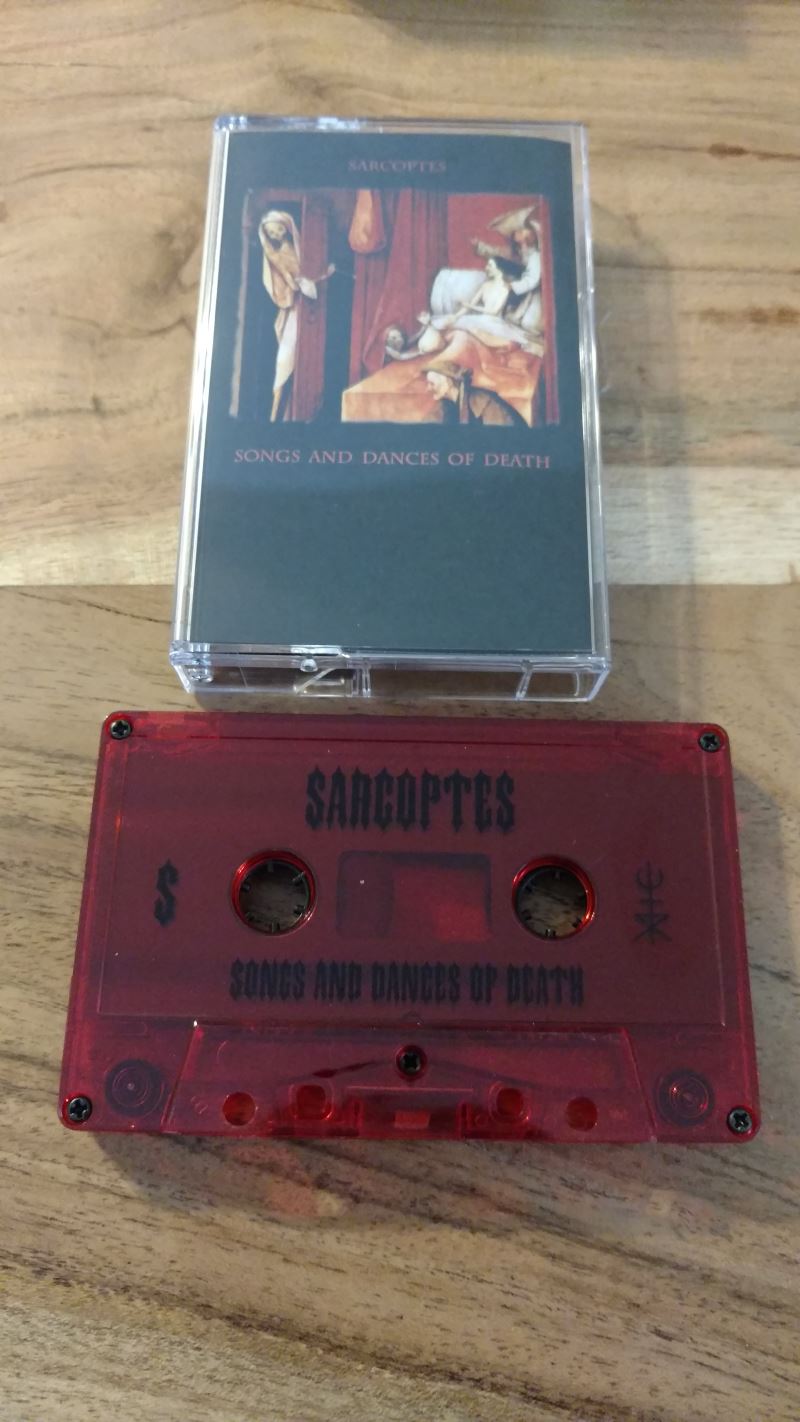 SARCOPTES
SONGS AND DANCES OF DEATH
SARCOPTES
S
SONGS AND DANCES OF DEATH